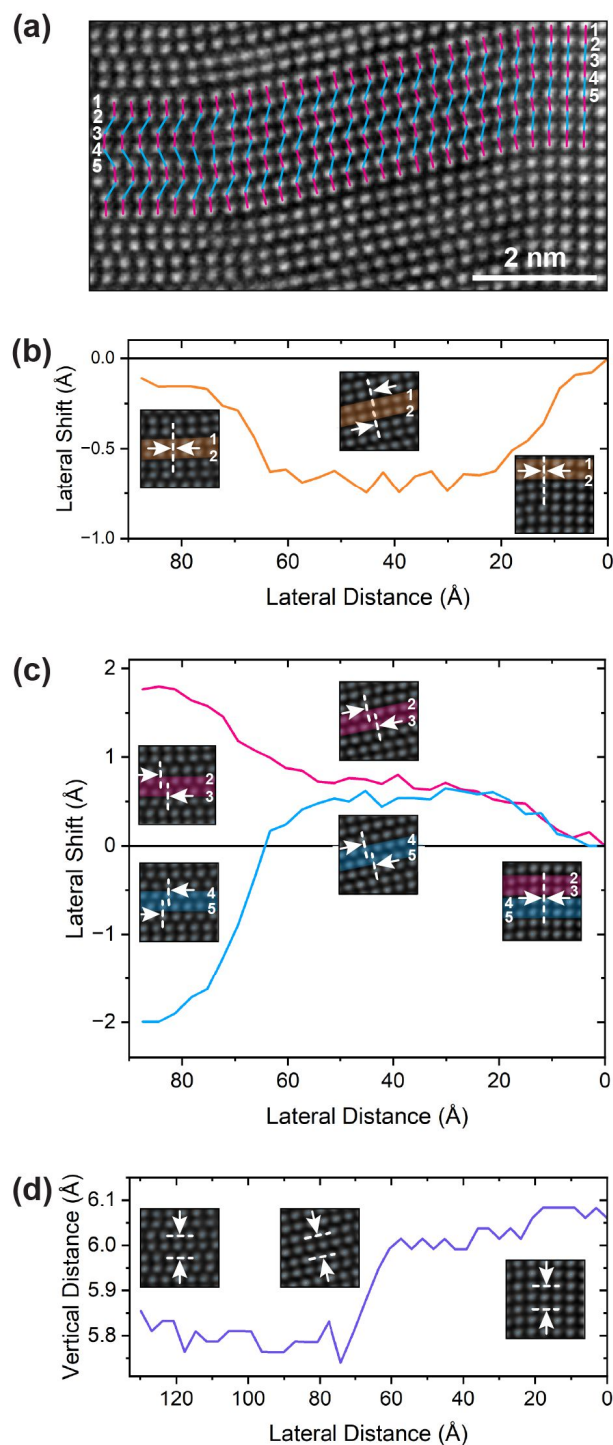 (a)
1
2
3
4
5
1
2
3
4
5
2 nm
(b)
Lateral Shift (Å)
0.0
−0.5
−1.0
1
2
1
2
1
2
80 60 40 20 0
Lateral Distance (Å)
(c)
Lateral Shift (Å)
2
1
0
−1
−2
2
3
2
3
4
5
4
5
2
3
4
5
80 60 40 20 0
Lateral Distance (Å)
(d)
Vertical Distance (Å)
6.1
6.0
5.9
5.8
120 100 80 60 40 20 0
Lateral Distance (Å)